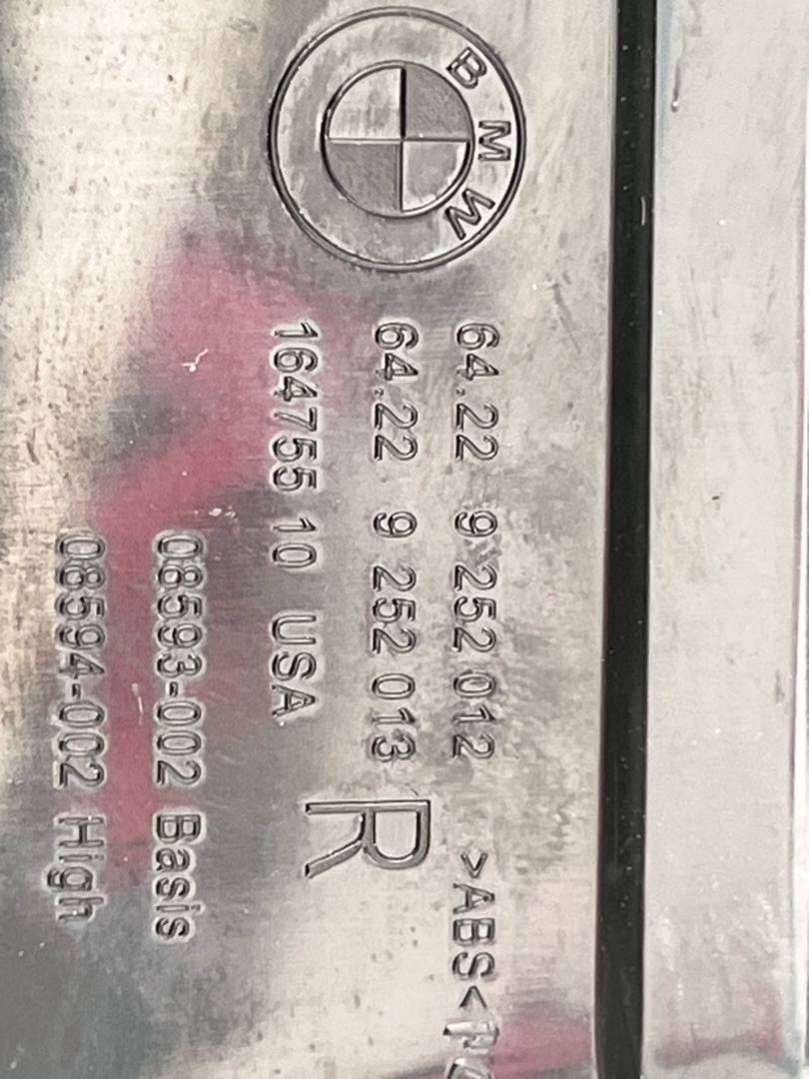 BMW
64.22 9 252 012 >ABS<
64.22 9 252 013 R
164755 10 USA
08593-002 Basis
08594-002 High